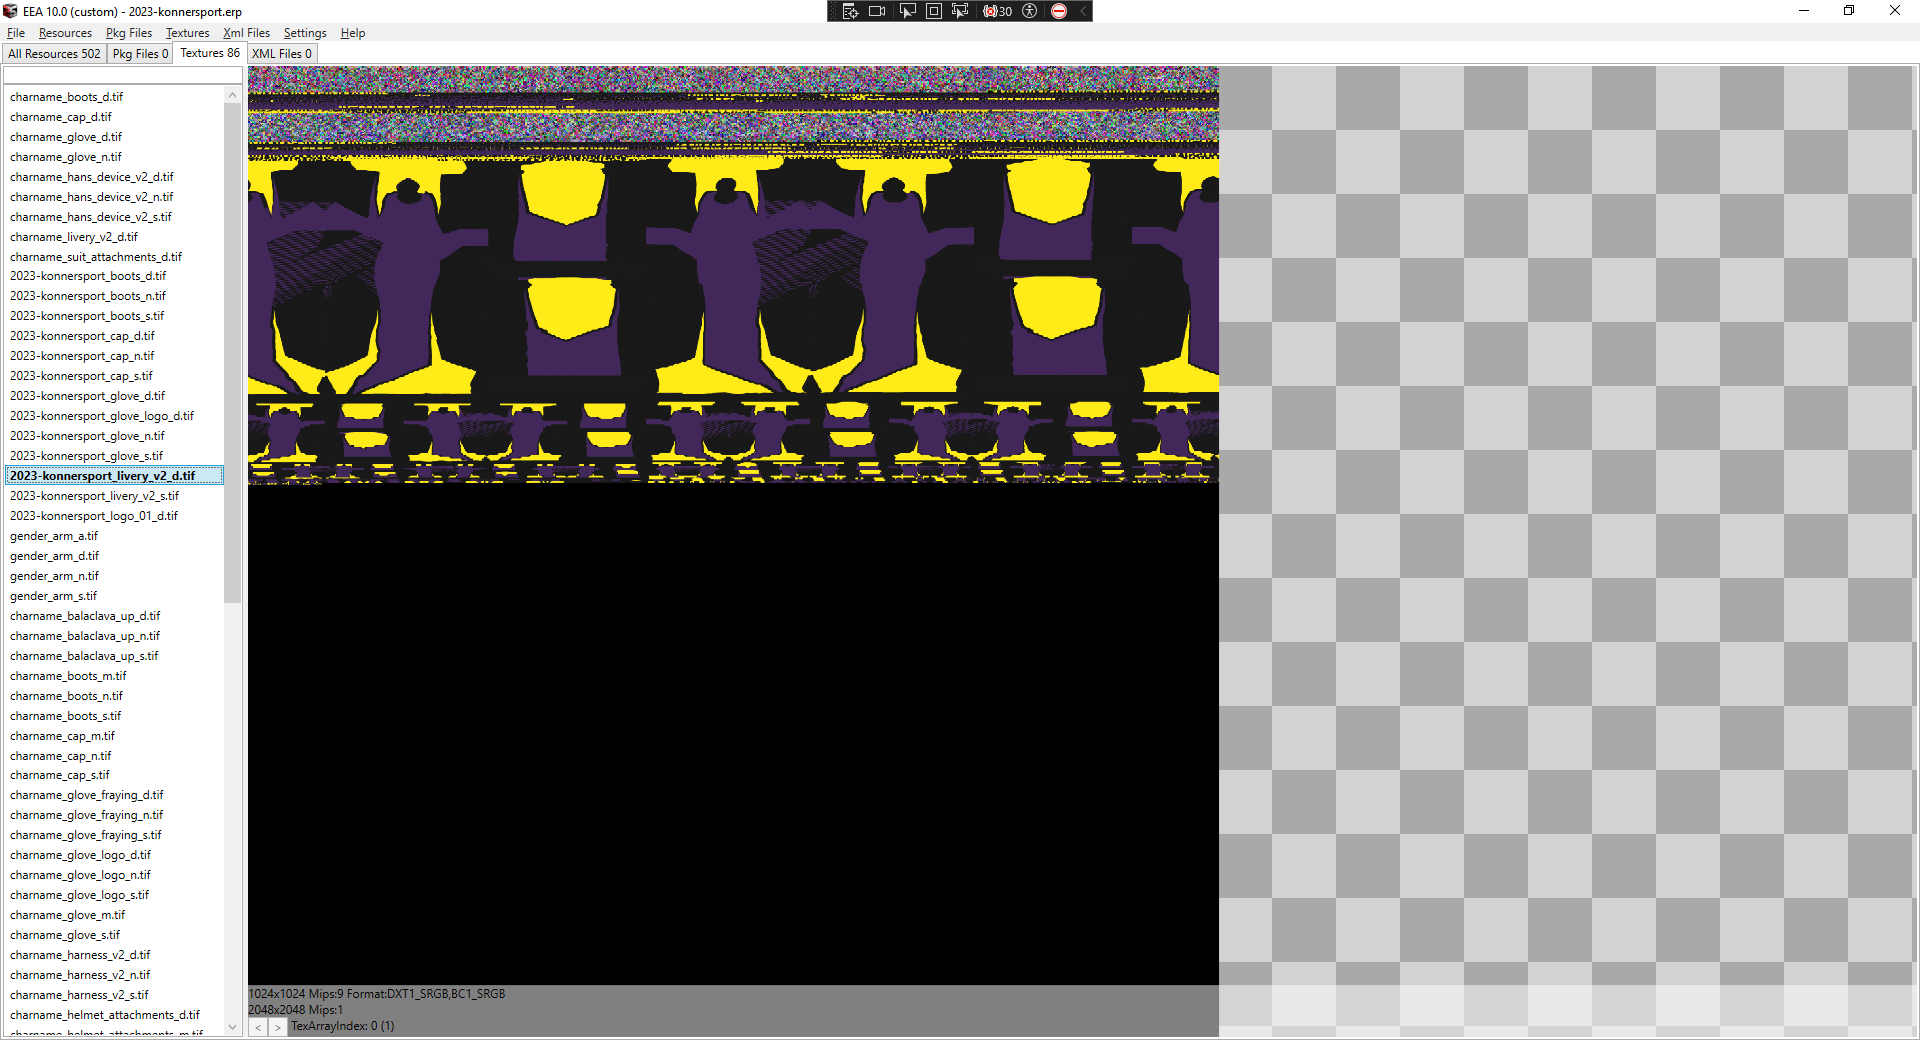 EEA 10.0 (custom) - 2023-konnersport.erp
30
File Resources Pkg Files Textures Xml Files Settings Help
All Resources 502 Pkg Files 0 Textures 86 XML Files 0
charname_boots_d.tif
charname_cap_d.tif
charname_glove_d.tif
charname_glove_n.tif
charname_hans_device_v2_d.tif
charname_hans_device_v2_n.tif
charname_hans_device_v2_s.tif
charname_livery_v2_d.tif
charname_suit_attachments_d.tif
2023-konnersport_boots_d.tif
2023-konnersport_boots_n.tif
2023-konnersport_boots_s.tif
2023-konnersport_cap_d.tif
2023-konnersport_cap_n.tif
2023-konnersport_cap_s.tif
2023-konnersport_glove_d.tif
2023-konnersport_glove_logo_d.tif
2023-konnersport_glove_n.tif
2023-konnersport_glove_s.tif
2023-konnersport_livery_v2_d.tif
2023-konnersport_livery_v2_s.tif
2023-konnersport_logo_01_d.tif
gender_arm_a.tif
gender_arm_d.tif
gender_arm_n.tif
gender_arm_s.tif
charname_balaclava_up_d.tif
charname_balaclava_up_n.tif
charname_balaclava_up_s.tif
charname_boots_m.tif
charname_boots_n.tif
charname_boots_s.tif
charname_cap_m.tif
charname_cap_n.tif
charname_cap_s.tif
charname_glove_fraying_d.tif
charname_glove_fraying_n.tif
charname_glove_fraying_s.tif
charname_glove_logo_d.tif
charname_glove_logo_n.tif
charname_glove_logo_s.tif
charname_glove_m.tif
charname_glove_s.tif
charname_harness_v2_d.tif
charname_harness_v2_n.tif
charname_harness_v2_s.tif
charname_helmet_attachments_d.tif
charname_helmet_attachments_m.tif
1024x1024 Mips:9 Format:DXT1_SRGB,BC1_SRGB
2048x2048 Mips:1
< > TexArrayIndex: 0 (1)